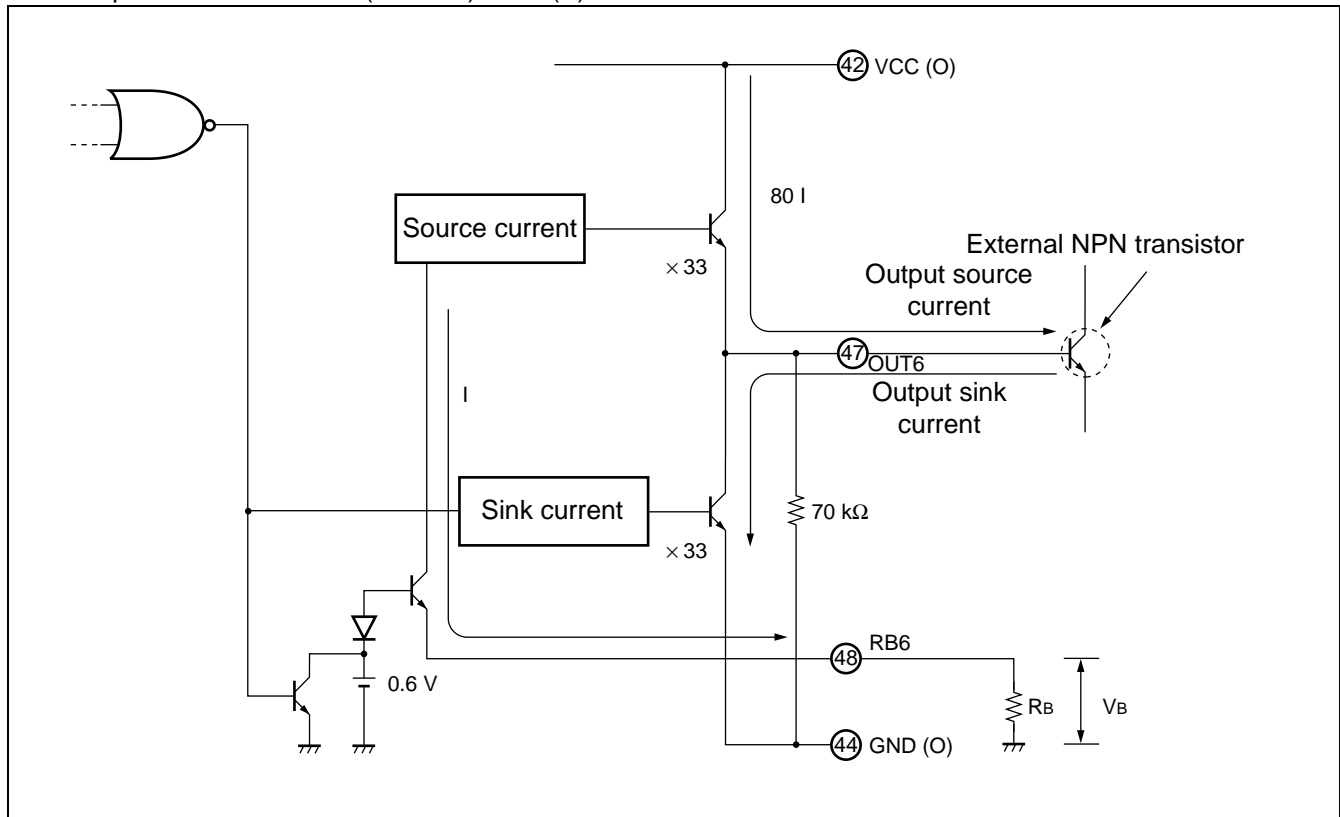 42 VCC (O)
80 I
Source current
× 33
External NPN transistor
Output source
current
47
OUT6
Output sink
current
I
Sink current
× 33
70 kΩ
RB6
48
0.6 V
RB
VB
44 GND (O)